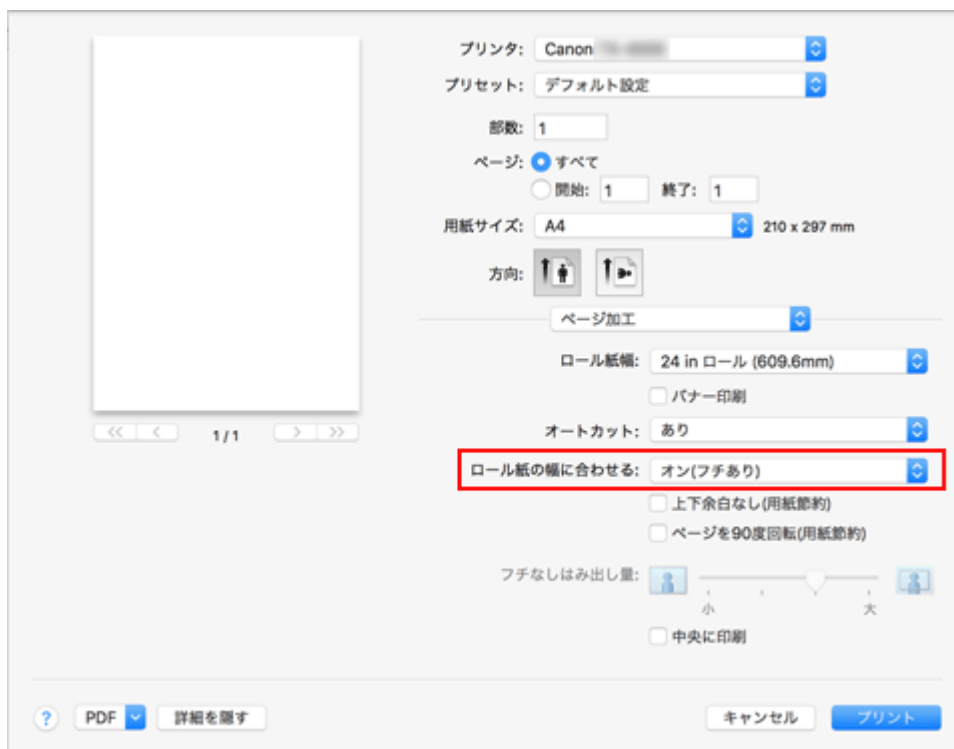 プリンタ: Canon
プリセット: デフォルト設定
部数: 1
ページ: すべて
開始: 1 終了: 1
用紙サイズ: A4 210 x 297 mm
方向:
ページ加工
ロール紙幅: 24 in ロール (609.6mm)
バナー印刷
<< < 1 / 1 > >>
オートカット: あり
ロール紙の幅に合わせる: オン(フチあり)
上下余白なし(用紙節約)
ページを90度回転(用紙節約)
フチなしはみ出し量:
小 大
中央に印刷
? PDF 詳細を隠す キャンセル プリント